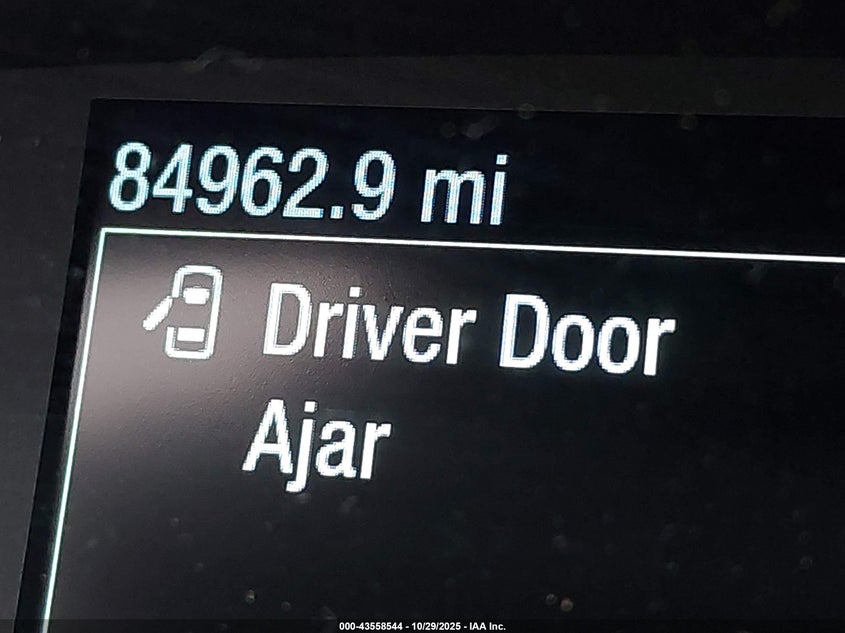 84962.9 mi
Driver Door
Ajar
000-43558544 - 10/29/2025 - IAA Inc.